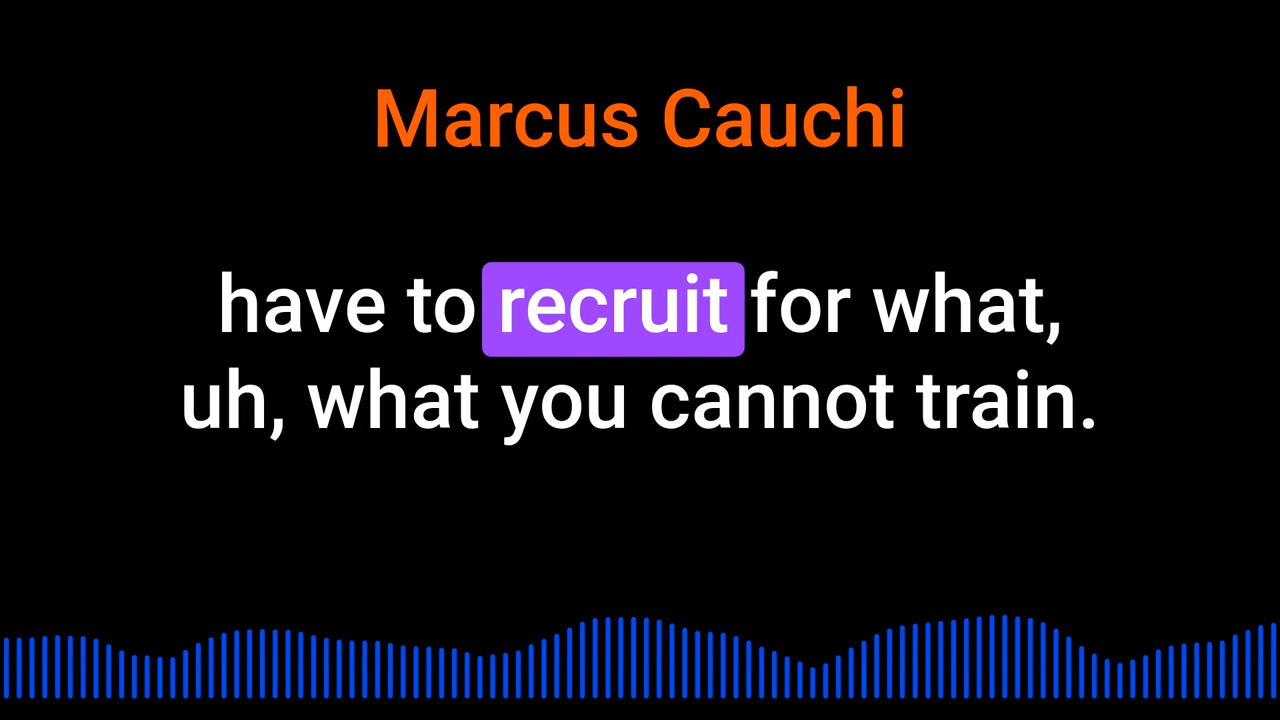 Marcus Cauchi
have to recruit for what,
uh, what you cannot train.